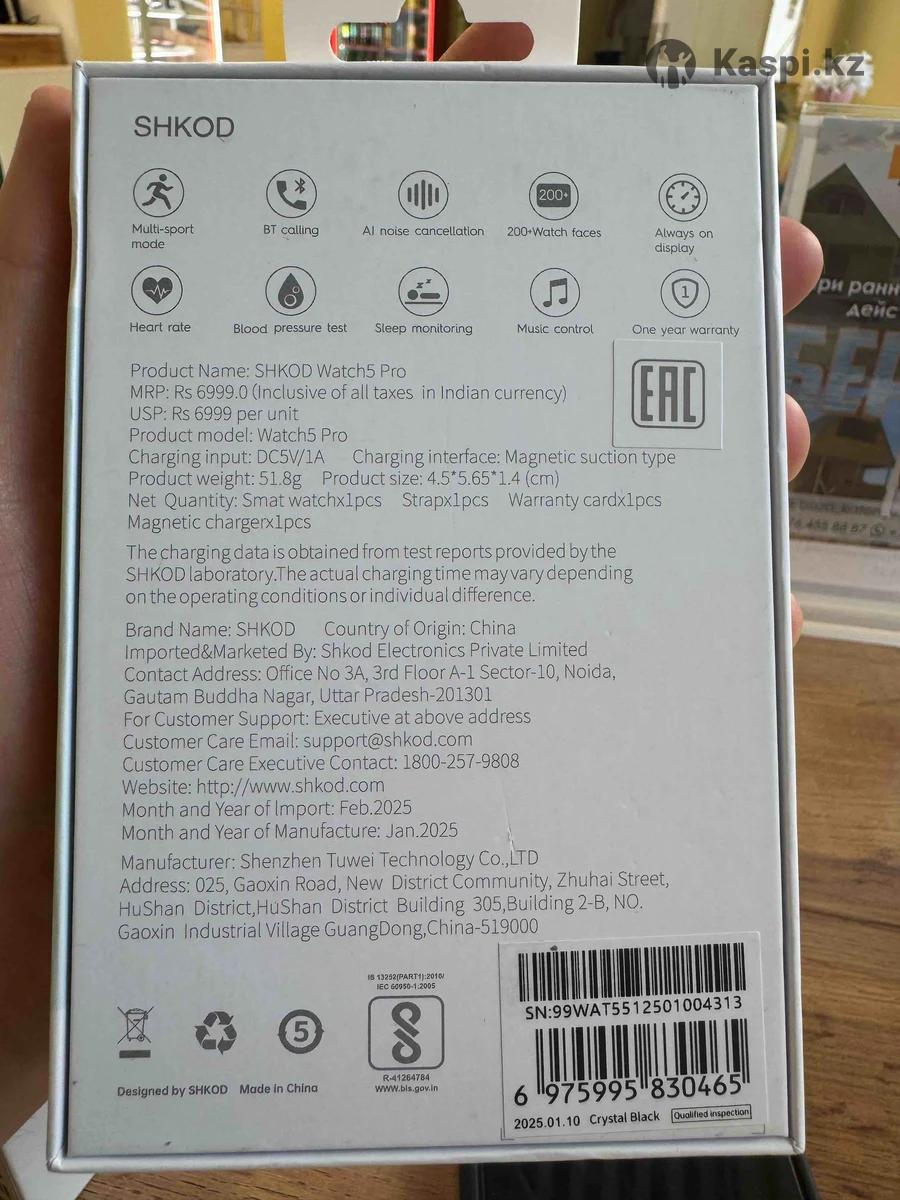 Kaspi.kz
SHKOD
Multi-sport mode
BT calling
AI noise cancellation
200+
200+Watch faces
Always on display
Heart rate
Blood pressure test
Sleep monitoring
Music control
1
One year warranty
Product Name: SHKOD Watch5 Pro
MRP: Rs 6999.0 (Inclusive of all taxes in Indian currency)
USP: Rs 6999 per unit
Product model: Watch5 Pro
EAC
Charging input: DC5V/1A Charging interface: Magnetic suction type
Product weight: 51.8g Product size: 4.5*5.65*1.4 (cm)
Net Quantity: Smat watchx1pcs Strapx1pcs Warranty cardx1pcs
Magnetic chargerx1pcs
The charging data is obtained from test reports provided by the
SHKOD laboratory.The actual charging time may vary depending
on the operating conditions or individual difference.
Brand Name: SHKOD Country of Origin: China
Imported&Marketed By: Shkod Electronics Private Limited
Contact Address: Office No 3A, 3rd Floor A-1 Sector-10, Noida,
Gautam Buddha Nagar, Uttar Pradesh-201301
For Customer Support: Executive at above address
Customer Care Email: support@shkod.com
Customer Care Executive Contact: 1800-257-9808
Website: http://www.shkod.com
Month and Year of Import: Feb.2025
Month and Year of Manufacture: Jan.2025
Manufacturer: Shenzhen Tuwei Technology Co.,LTD
Address: 025, Gaoxin Road, New District Community, Zhuhai Street,
HuShan District,HuShan District Building 305,Building 2-B, NO.
Gaoxin Industrial Village GuangDong,China-519000
IS 13252(PART1):2010/
IEC 60950-1:2005
5
R-41264784
www.bis.gov.in
Designed by SHKOD Made in China
SN:99WAT5512501004313
6 975995 830465
2025.01.10 Crystal Black Qualified inspection